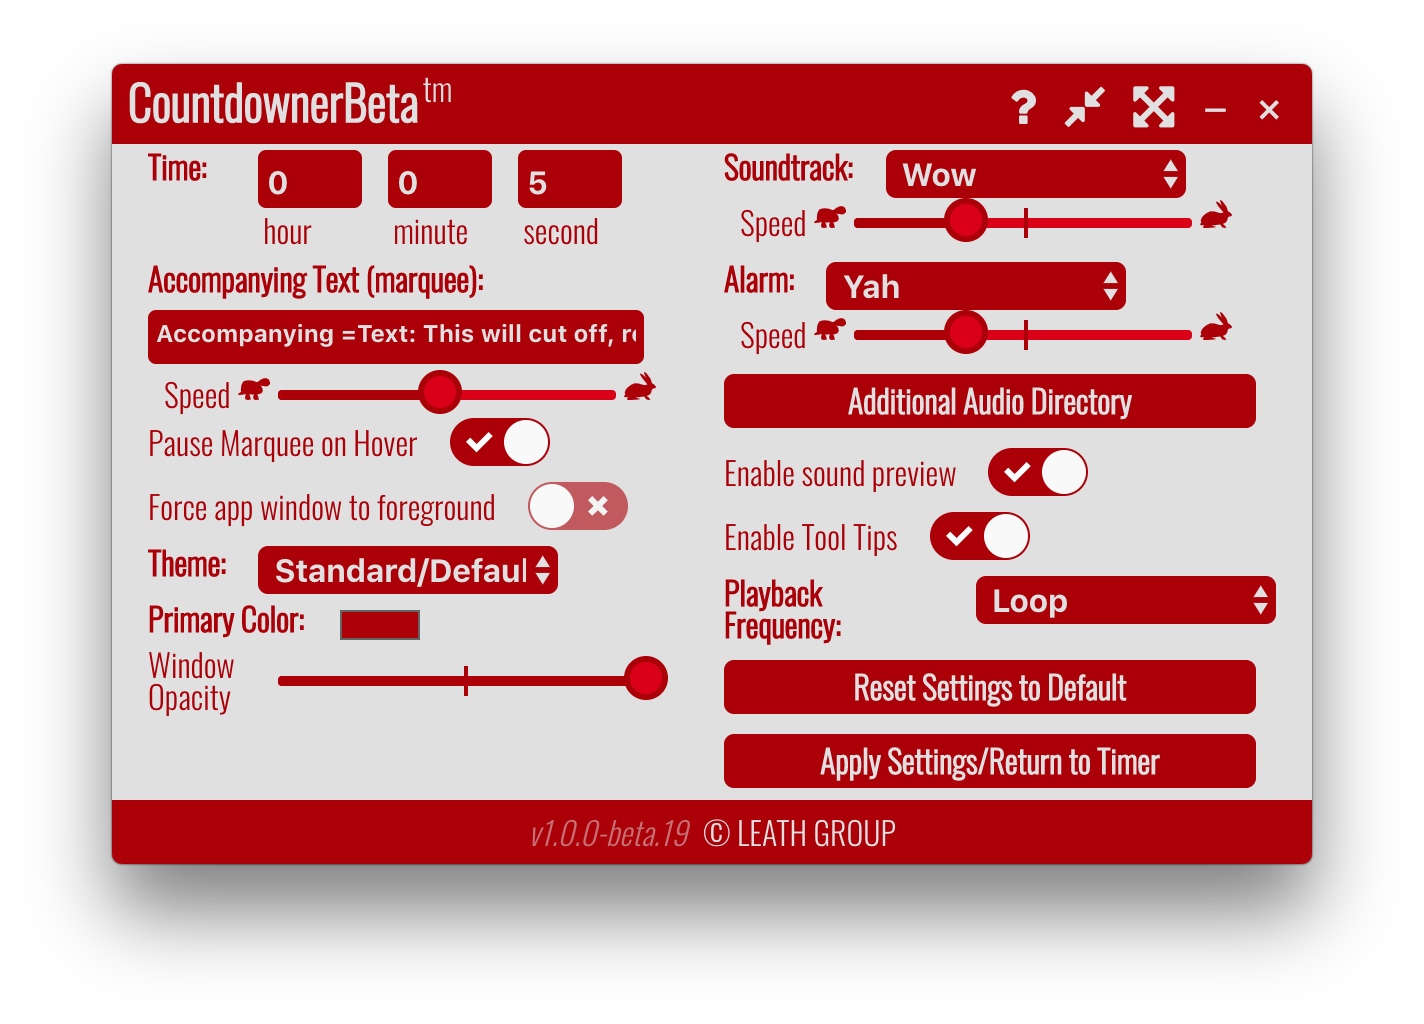 CountdownerBeta tm
Time:
0 0 5
hour minute second
Accompanying Text (marquee):
Accompanying =Text: This will cut off, re
Speed
Pause Marquee on Hover
Force app window to foreground
Theme: Standard/Defaul
Primary Color:
Window
Opacity
Soundtrack: Wow
Speed
Alarm: Yah
Speed
Additional Audio Directory
Enable sound preview
Enable Tool Tips
Playback
Frequency:
Loop
Reset Settings to Default
Apply Settings/Return to Timer
v1.0.0-beta.19 © LEATH GROUP